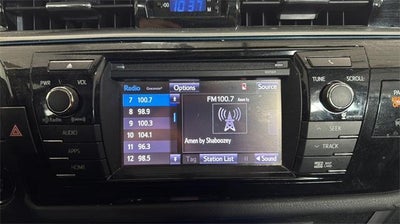 10:37
PWR VOL
TUNE SCROLL
Radio Options Source
7 100.7
8 98.9
9 100.3
10 104.1
11 96.3
12 98.5
FM100.7
Amen by Shaboozey
Tag Station List Sound
Radio
AUDIO
APPS
HOME
SEEK
TRACK